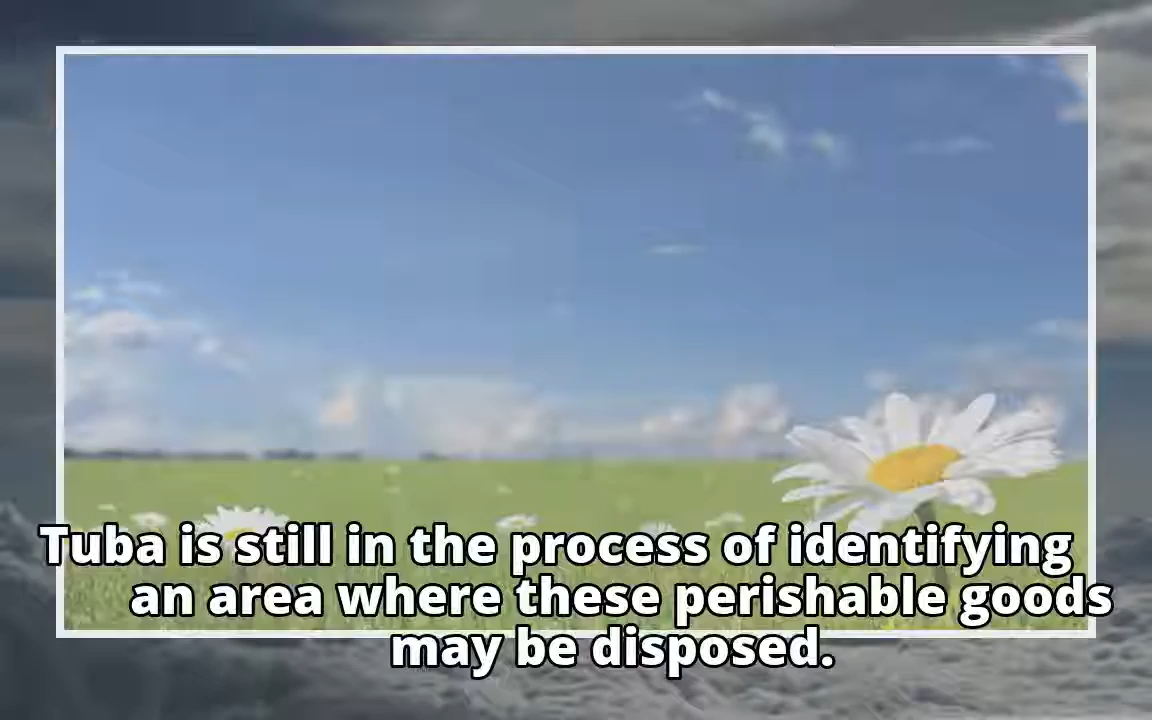 Tuba is still in the process of identifying
an area where these perishable goods
may be disposed.